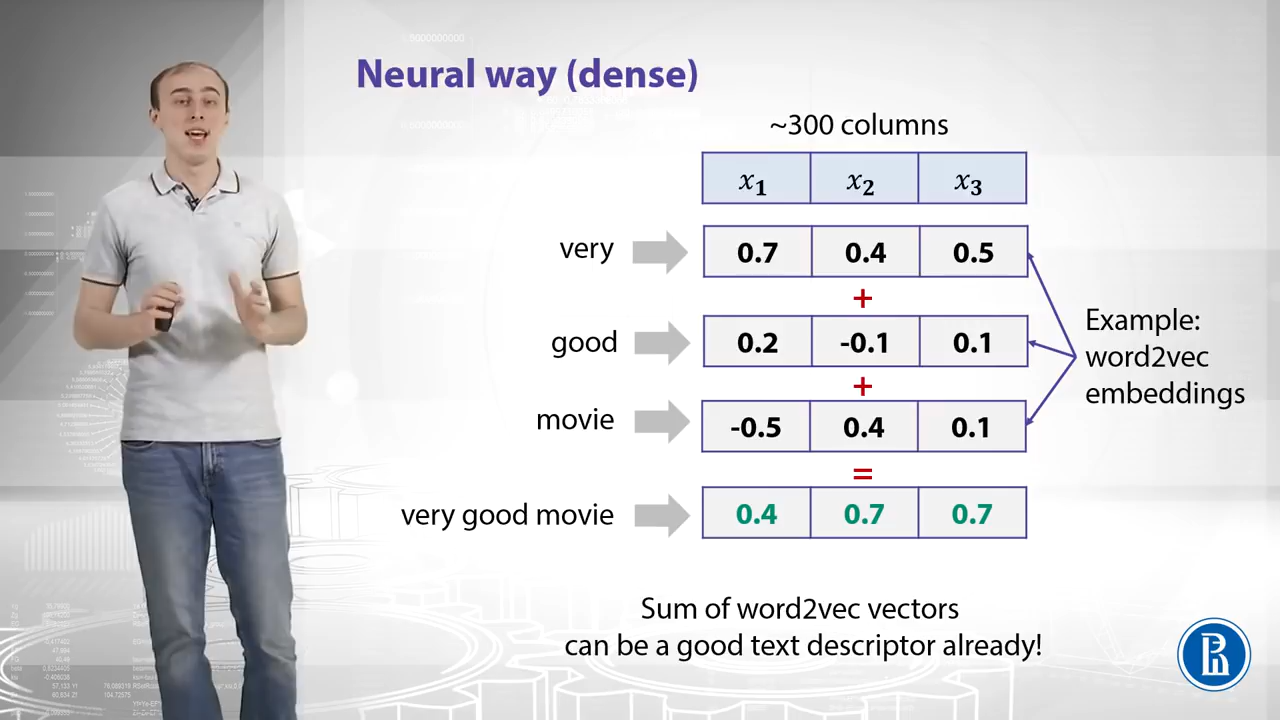 Neural way (dense)
~300 columns
x₁ x₂ x₃
very 0.7 0.4 0.5
+
good 0.2 -0.1 0.1
+
movie -0.5 0.4 0.1
=
very good movie 0.4 0.7 0.7
Example:
word2vec
embeddings
Sum of word2vec vectors
can be a good text descriptor already!